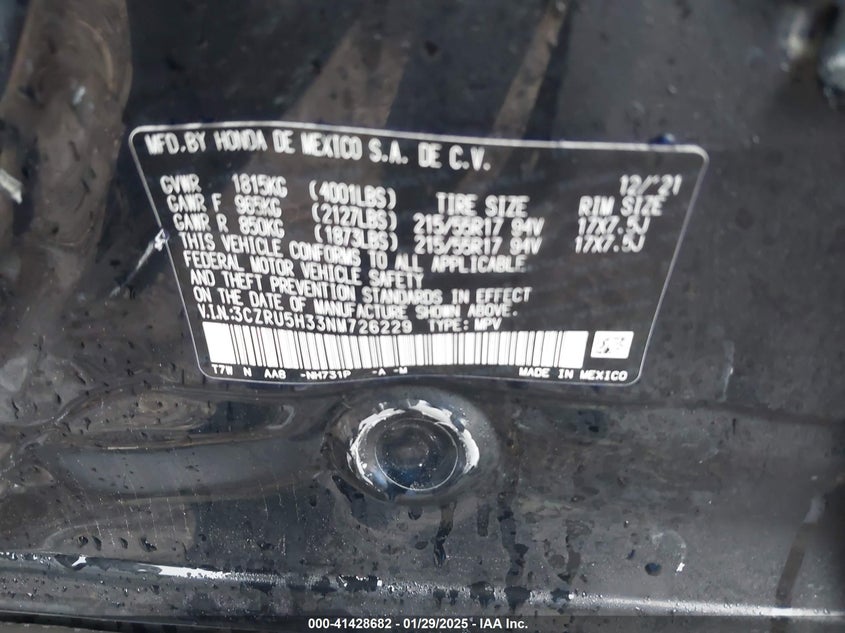 MFD.BY HONDA DE MEXICO S.A. DE C.V.
12/'21
GVWR 1815KG (4001LBS) TIRE SIZE RIM SIZE
GAWR F 965KG (2127LBS) 215/55R17 94V 17X7.5J
GAWR R 850KG (1873LBS) 215/55R17 94V 17X7.5J
THIS VEHICLE CONFORMS TO ALL APPLICABLE
FEDERAL MOTOR VEHICLE SAFETY
AND THEFT PREVENTION STANDARDS IN EFFECT
ON THE DATE OF MANUFACTURE SHOWN ABOVE.
V.I.N:3CZRU5H33NM726229 TYPE: MPV
T7W N AAB -NH731P -A -M MADE IN MEXICO
000-41428682 - 01/29/2025 - IAA Inc.